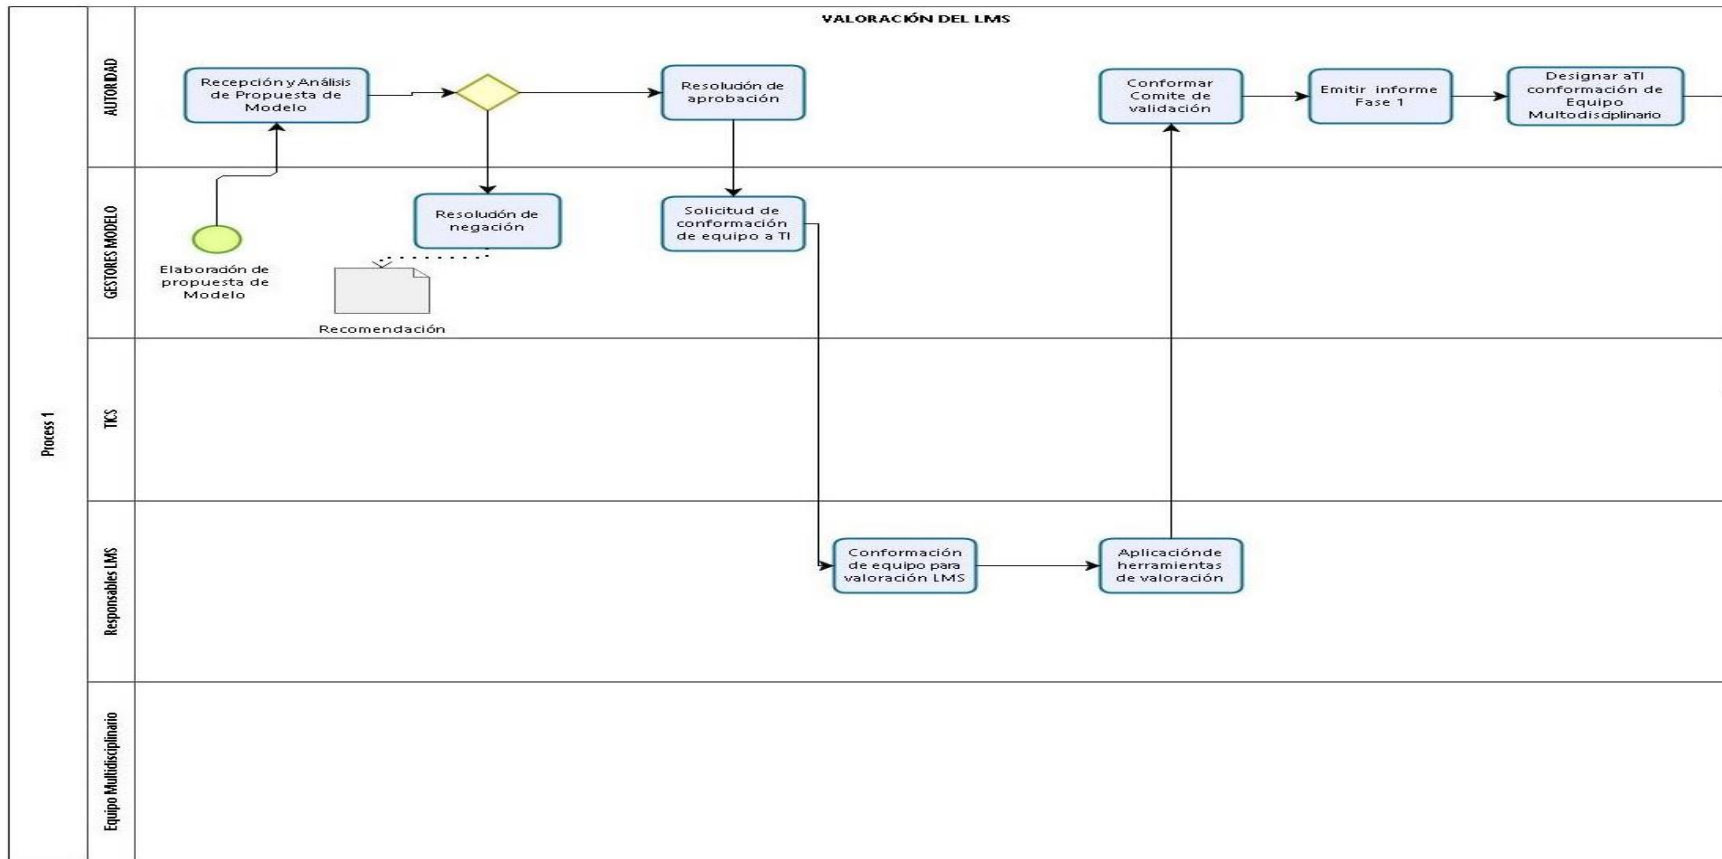 VALORACIÓN DEL LMS
Process 1
AUTORIDAD
Recepción y Análisis
de Propuesta de
Modelo
Resolución de
aprobación
Conformar
Comite de
validación
Emitir informe
Fase 1
Designar aTI
conformación de
Equipo
Multodisciplinario
GESTORES MODELO
Elaboración de
propuesta de
Modelo
Resolución de
negación
Recomendación
Solicitud de
conformación
de equipo a TI
TICS
Responsables LMS
Conformación
de equipo para
valoración LMS
Aplicaciónde
herramientas
de valoración
Equipo Multidisciplinario